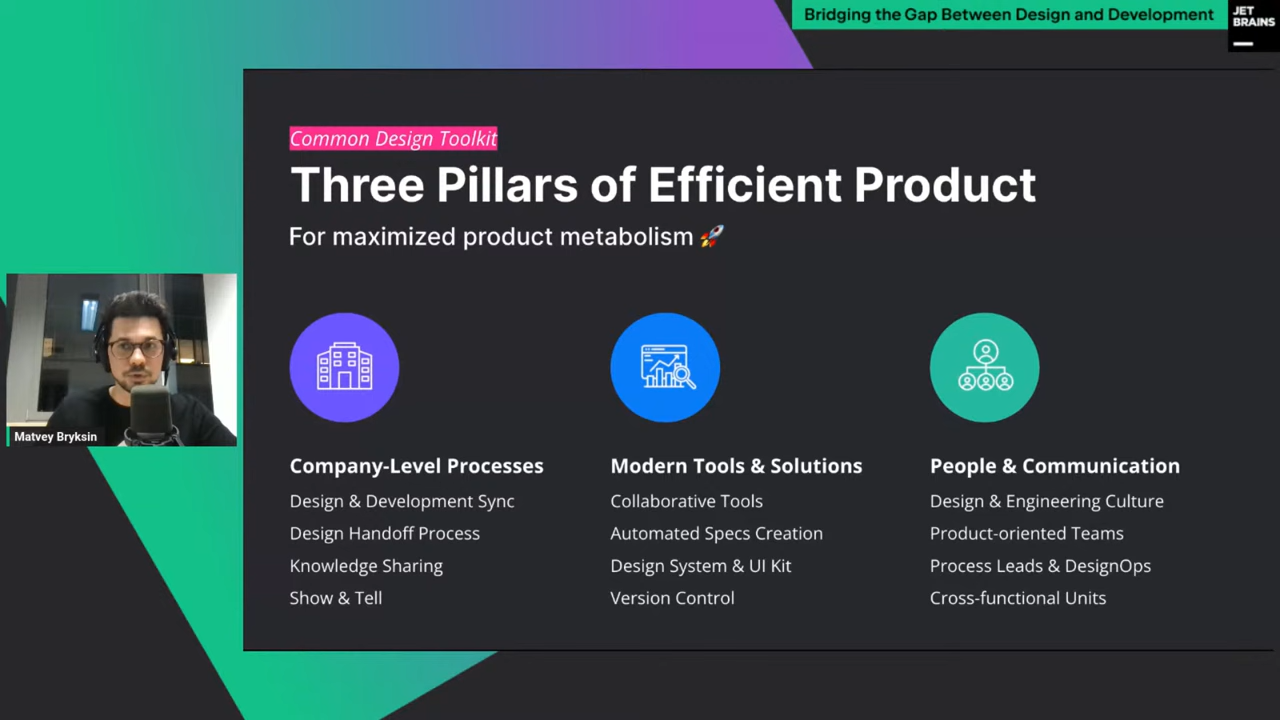 Bridging the Gap Between Design and Development
JET
BRAINS
Common Design Toolkit
Three Pillars of Efficient Product
For maximized product metabolism 🚀
Matvey Bryksin
Company-Level Processes
Design & Development Sync
Design Handoff Process
Knowledge Sharing
Show & Tell
Modern Tools & Solutions
Collaborative Tools
Automated Specs Creation
Design System & UI Kit
Version Control
People & Communication
Design & Engineering Culture
Product-oriented Teams
Process Leads & DesignOps
Cross-functional Units